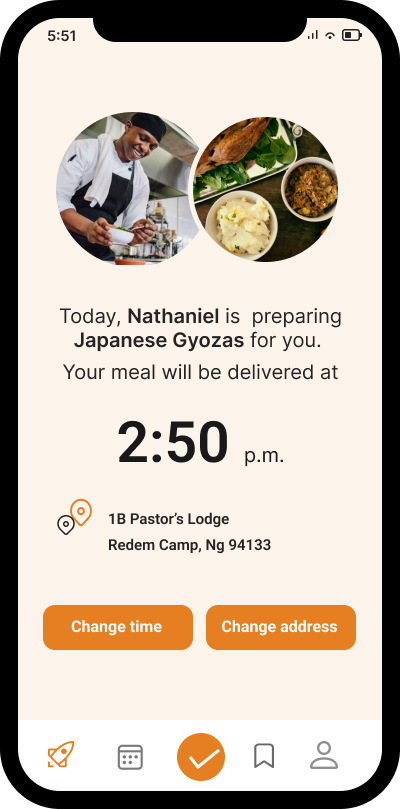 5:51
Today, Nathaniel is preparing
Japanese Gyozas for you.
Your meal will be delivered at
2:50 p.m.
1B Pastor's Lodge
Redem Camp, Ng 94133
Change time
Change address